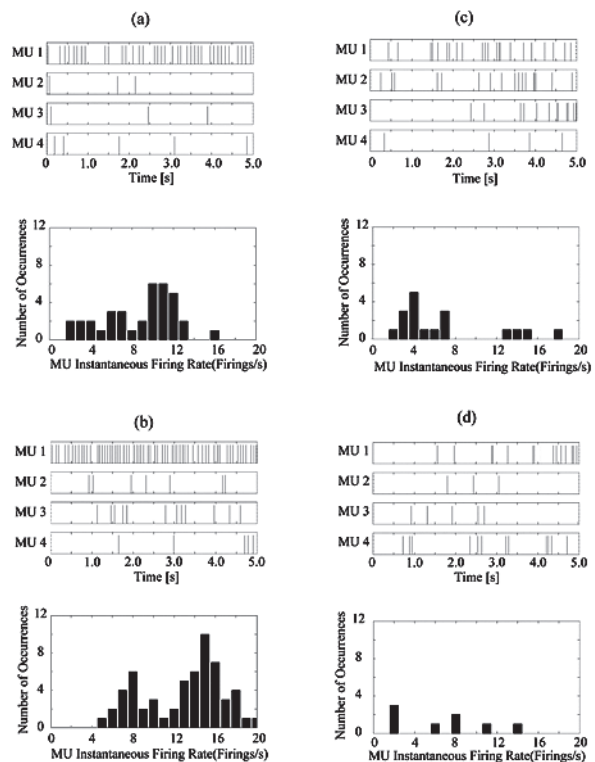 (a)
MU 1
MU 2
MU 3
MU 4
0 1.0 2.0 3.0 4.0 5.0
Time [s]
12
8
4
0
Number of Occurrences
4 8 12 16 20
MU Instantaneous Firing Rate(Firings/s)
(c)
MU 1
MU 2
MU 3
MU 4
0 1.0 2.0 3.0 4.0 5.0
Time [s]
12
8
4
0
Number of Occurrences
0 4 8 12 16 20
MU Instantaneous Firing Rate(Firings/s)
(b)
MU 1
MU 2
MU 3
MU 4
1.0 2.0 3.0 4.0 5.0
Time [s]
12
8
4
0
Number of Occurrences
0 4 8 12 16 20
MU Instantaneous Firing Rate(Firings/s)
(d)
MU 1
MU 2
MU 3
MU 4
0 1.0 2.0 3.0 4.0 5.0
Time [s]
12
8
4
0
Number of Occurrences
0 4 8 12 16 20
MU Instantaneous Firing Rate(Firings/s)